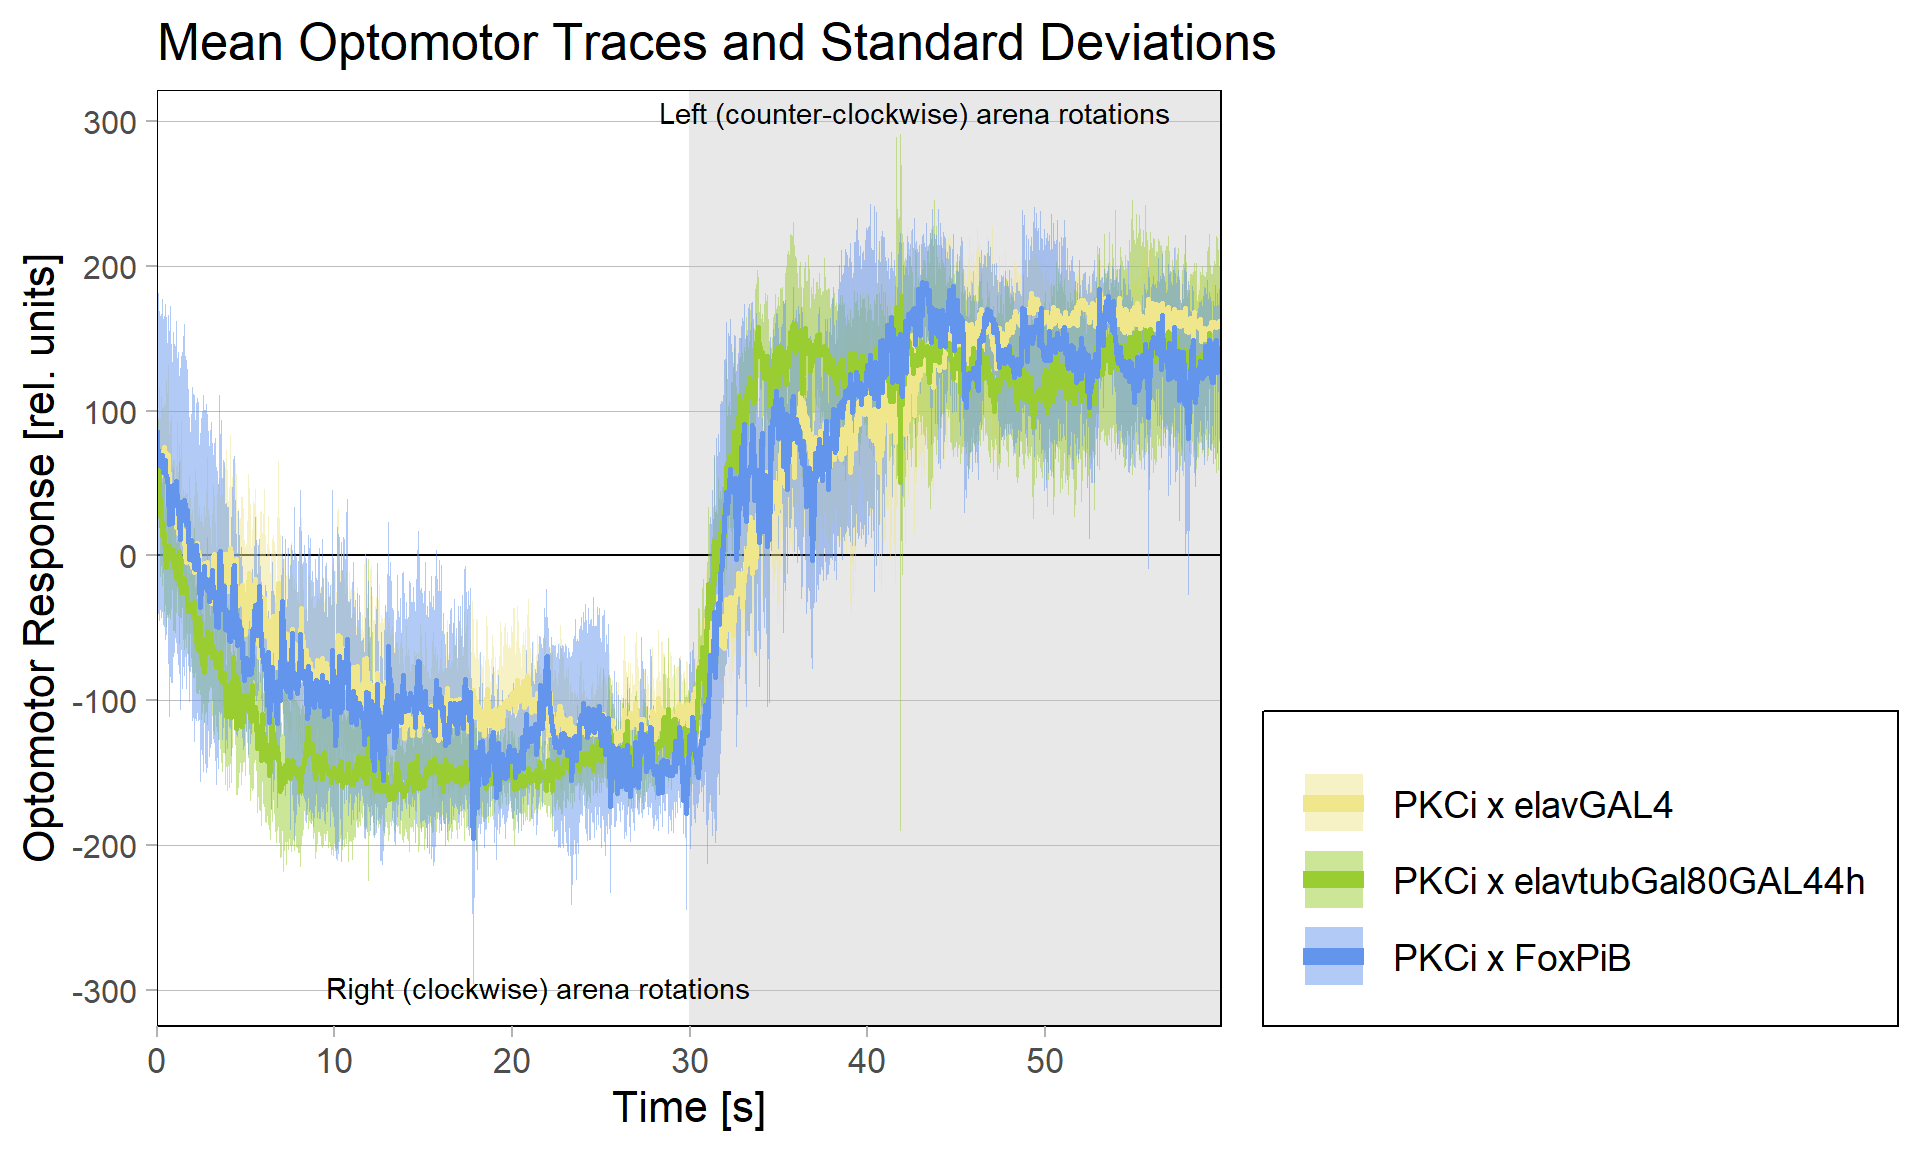 Mean Optomotor Traces and Standard Deviations
Left (counter-clockwise) arena rotations
300
200
100
0
-100
-200
-300
Optomotor Response [rel. units]
Right (clockwise) arena rotations
0 10 20 30 40 50
Time [s]
PKCi x elavGAL4
PKCi x elavtubGal80GAL44h
PKCi x FoxPiB